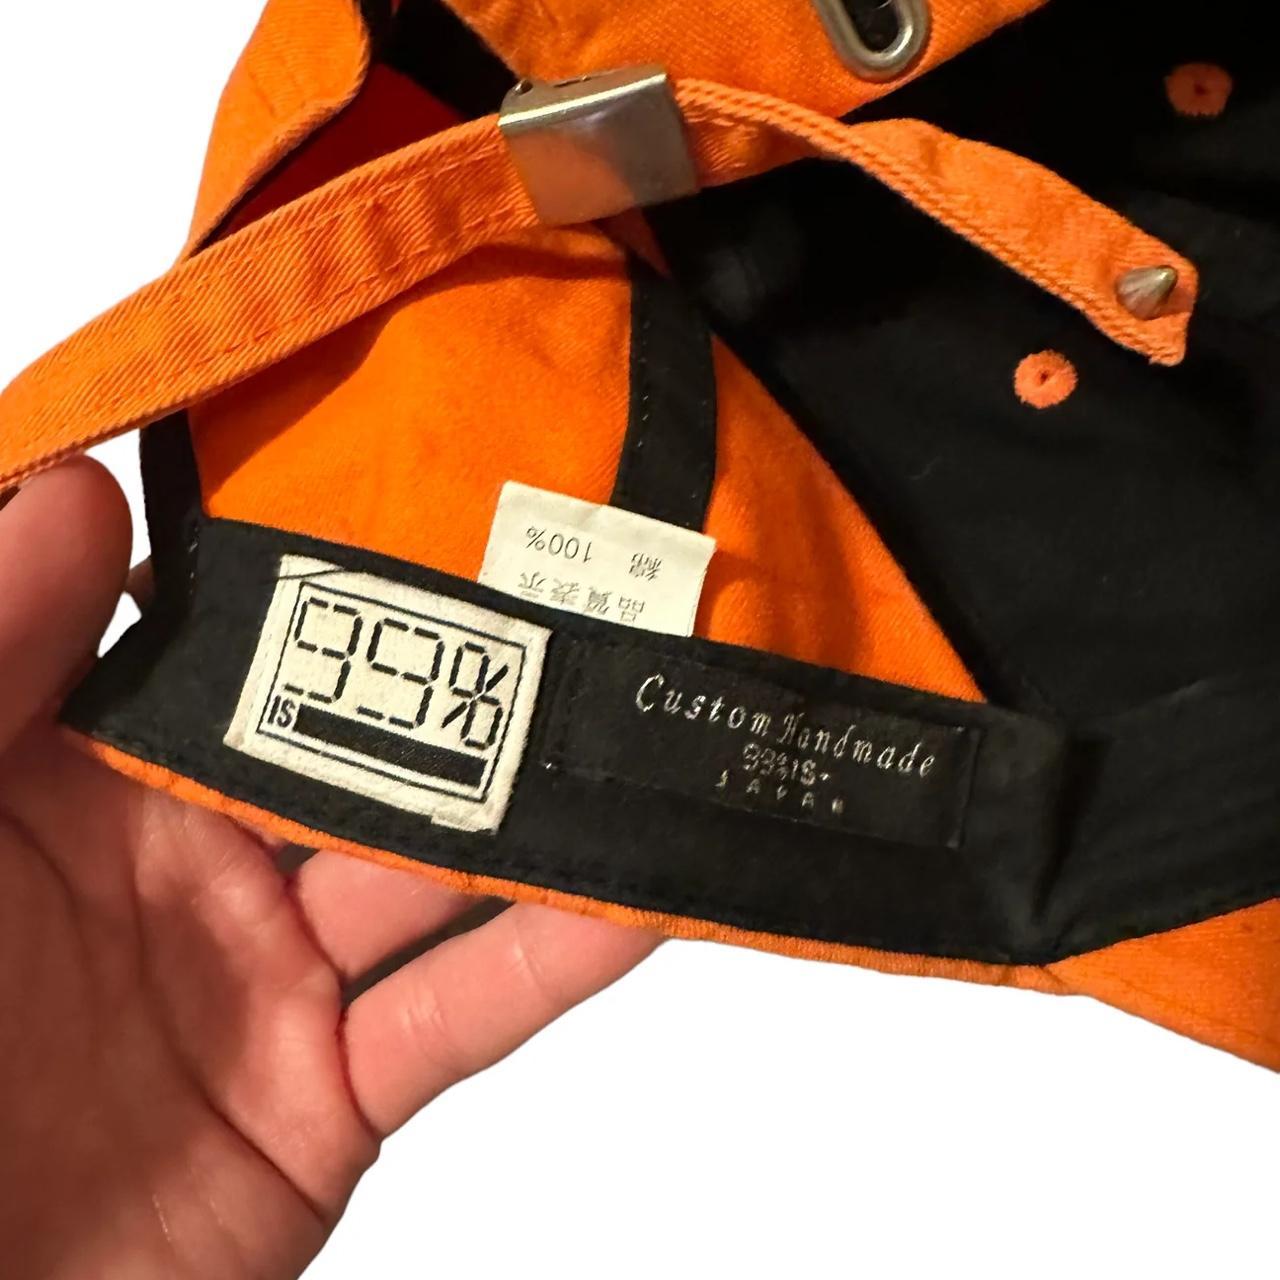 品質表示
綿 100%
99%
IS
Custom Handmade
99%IS-
JAPAN